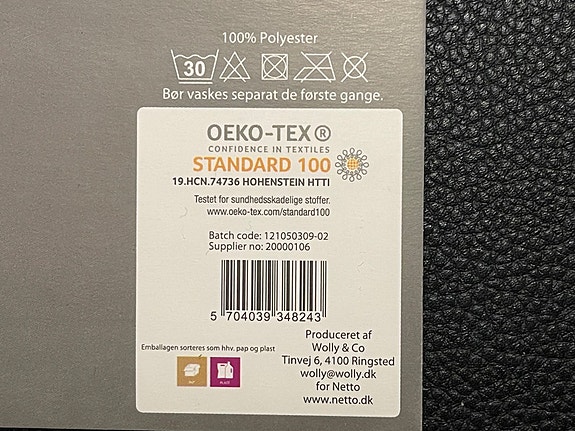 100% Polyester
30
Bør vaskes separat de første gange.
OEKO-TEX®
CONFIDENCE IN TEXTILES
STANDARD 100
19.HCN.74736 HOHENSTEIN HTTI
Testet for sundhedsskadelige stoffer.
www.oeko-tex.com/standard100
Batch code: 121050309-02
Supplier no: 20000106
5 704039 348243
Emballagen sorteres som hhv. pap og plast
PAP
PLAST
Produceret af
Wolly & Co
Tinvej 6, 4100 Ringsted
wolly@wolly.dk
for Netto
www.netto.dk